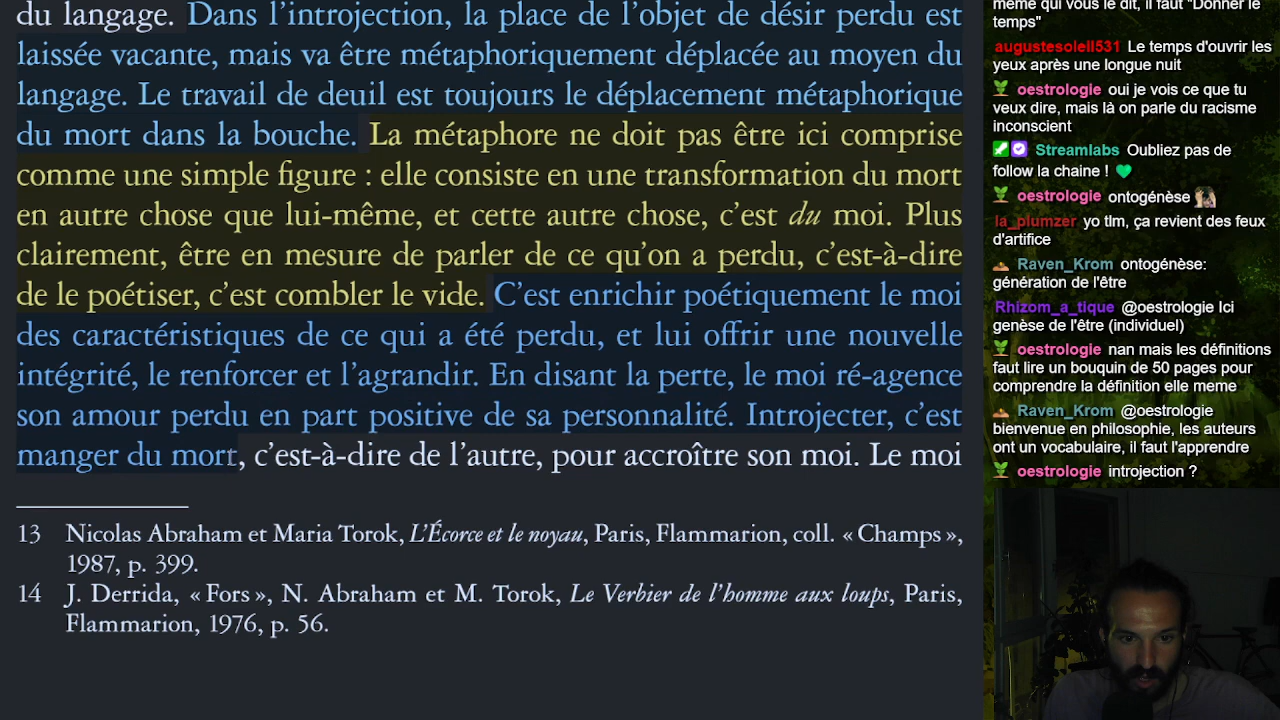 du langage. Dans l'introjection, la place de l'objet de désir perdu est
laissée vacante, mais va être métaphoriquement déplacée au moyen du
langage. Le travail de deuil est toujours le déplacement métaphorique
du mort dans la bouche. La métaphore ne doit pas être ici comprise
comme une simple figure : elle consiste en une transformation du mort
en autre chose que lui-même, et cette autre chose, c'est du moi. Plus
clairement, être en mesure de parler de ce qu'on a perdu, c'est-à-dire
de le poétiser, c'est combler le vide. C'est enrichir poétiquement le moi
des caractéristiques de ce qui a été perdu, et lui offrir une nouvelle
intégrité, le renforcer et l'agrandir. En disant la perte, le moi ré-agence
son amour perdu en part positive de sa personnalité. Introjecter, c'est
manger du mort, c'est-à-dire de l'autre, pour accroître son moi. Le moi
13 Nicolas Abraham et Maria Torok, L'Écorce et le noyau, Paris, Flammarion, coll. « Champs »,
1987, p. 399.
14 J. Derrida, « Fors », N. Abraham et M. Torok, Le Verbier de l'homme aux loups, Paris,
Flammarion, 1976, p. 56.
même qui vous le dit, il faut "Donner le
temps"
augustesoleil531 Le temps d'ouvrir les
yeux après une longue nuit
oestrologie oui je vois ce que tu
veux dire, mais là on parle du racisme
inconscient
Streamlabs Oubliez pas de
follow la chaine !
oestrologie ontogénèse
la_plumzer yo tlm, ça revient des feux
d'artifice
Raven_Krom ontogénèse:
génération de l'être
Rhizom_a_tique @oestrologie Ici
genèse de l'être (individuel)
oestrologie nan mais les définitions
faut lire un bouquin de 50 pages pour
comprendre la définition elle meme
Raven_Krom @oestrologie
bienvenue en philosophie, les auteurs
ont un vocabulaire, il faut l'apprendre
oestrologie introjection ?